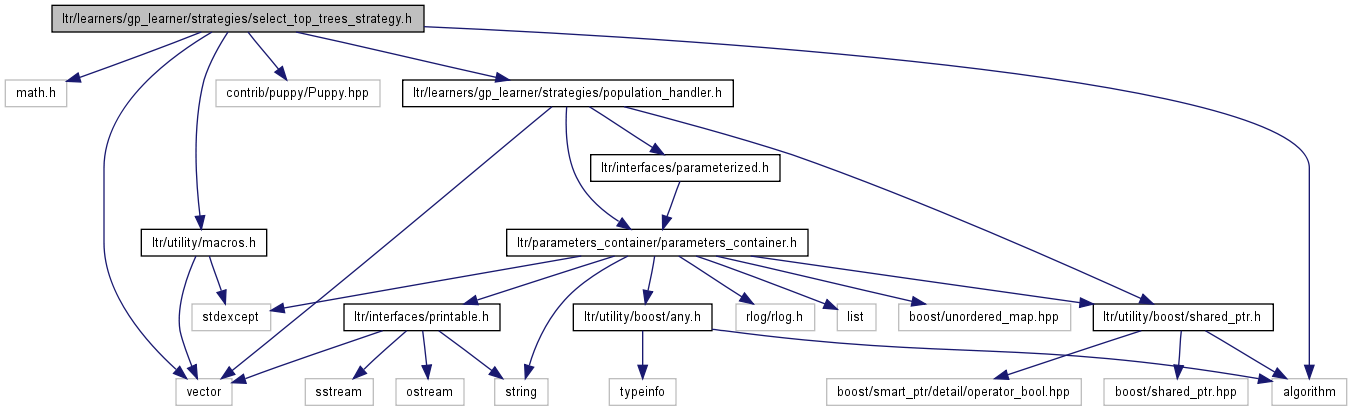 ltr/learners/gp_learner/strategies/select_top_trees_strategy.h
math.h
contrib/puppy/Puppy.hpp
ltr/learners/gp_learner/strategies/population_handler.h
ltr/interfaces/parameterized.h
ltr/utility/macros.h
ltr/parameters_container/parameters_container.h
stdexcept
ltr/interfaces/printable.h
ltr/utility/boost/any.h
rlog/rlog.h
list
boost/unordered_map.hpp
ltr/utility/boost/shared_ptr.h
vector
sstream
ostream
string
typeinfo
boost/smart_ptr/detail/operator_bool.hpp
boost/shared_ptr.hpp
algorithm